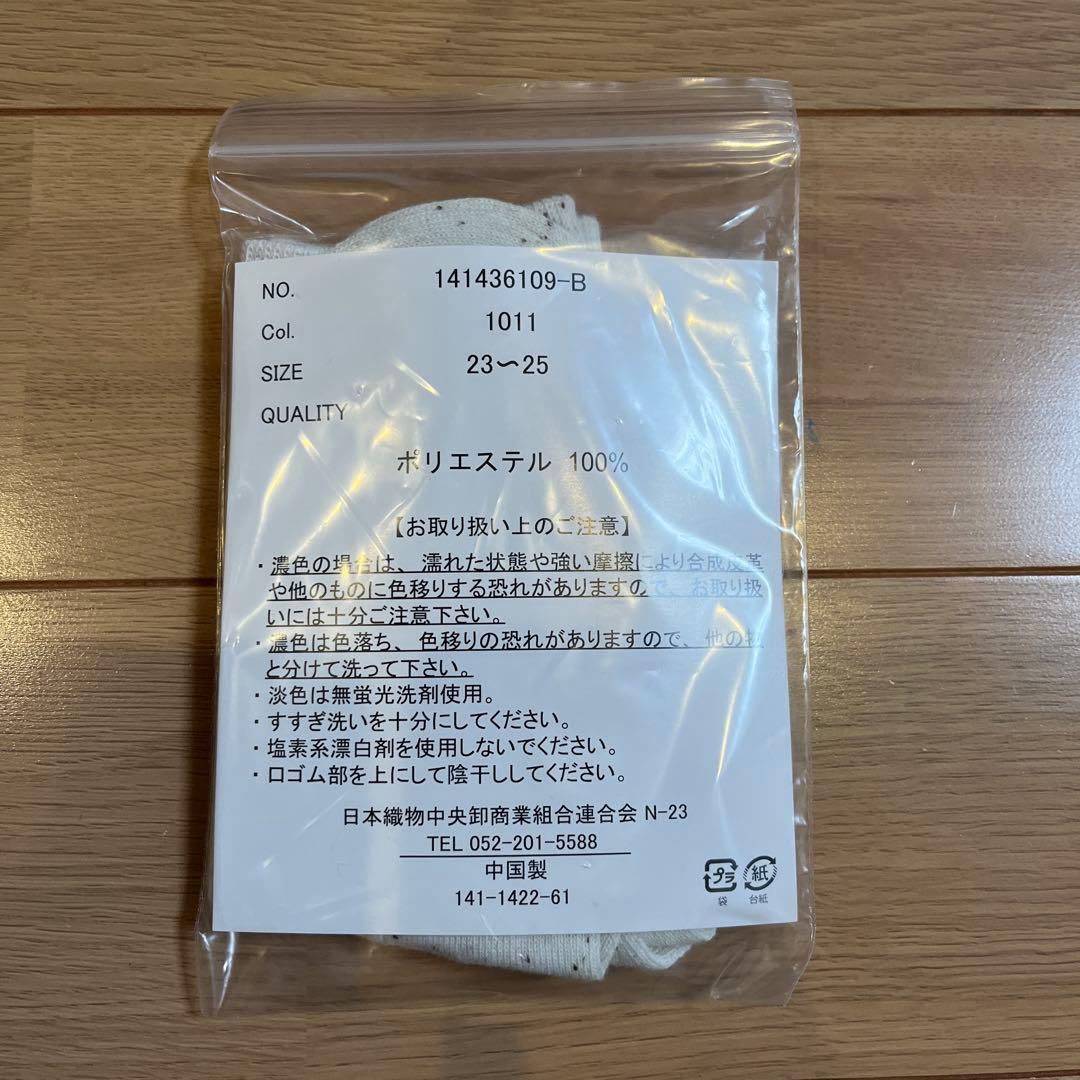 NO. 141436109-B
Col. 1011
SIZE 23〜25
QUALITY
ポリエステル 100%
【お取り扱い上のご注意】
・濃色の場合は、濡れた状態や強い摩擦により合成皮革
や他のものに色移りする恐れがありますので、お取り扱
いには十分ご注意下さい。
・濃色は色落ち、色移りの恐れがありますので、他の物
と分けて洗って下さい。
・淡色は無蛍光洗剤使用。
・すすぎ洗いを十分にしてください。
・塩素系漂白剤を使用しないでください。
・口ゴム部を上にして陰干ししてください。
日本織物中央卸商業組合連合会 N-23
TEL 052-201-5588
中国製
141-1422-61
プラ 紙
袋 台紙